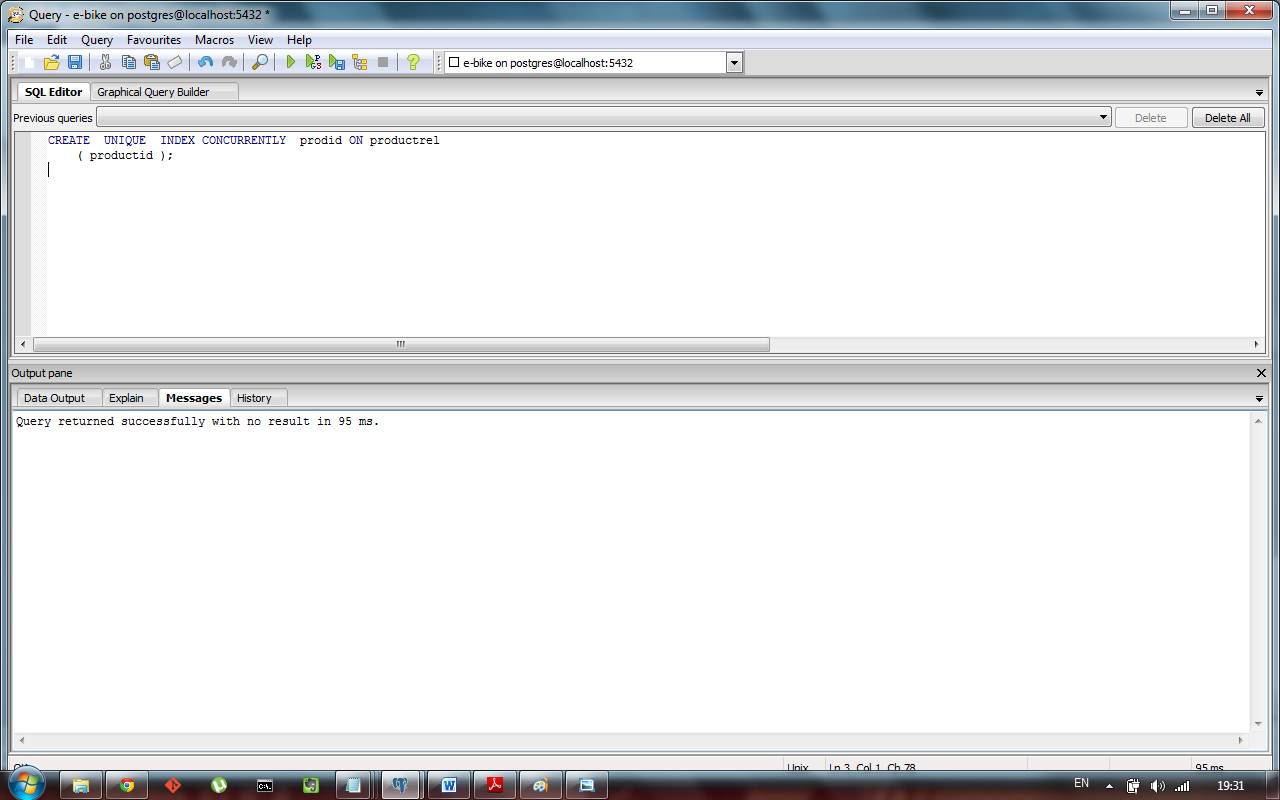 Query - e-bike on postgres@localhost:5432 *
File Edit Query Favourites Macros View Help
e-bike on postgres@localhost:5432
SQL Editor Graphical Query Builder
Previous queries Delete Delete All
CREATE UNIQUE INDEX CONCURRENTLY prodid ON productrel
( productid );
Output pane
Data Output Explain Messages History
Query returned successfully with no result in 95 ms.
Unix Ln 3, Col 1, Ch 78 95 ms
EN 19:31